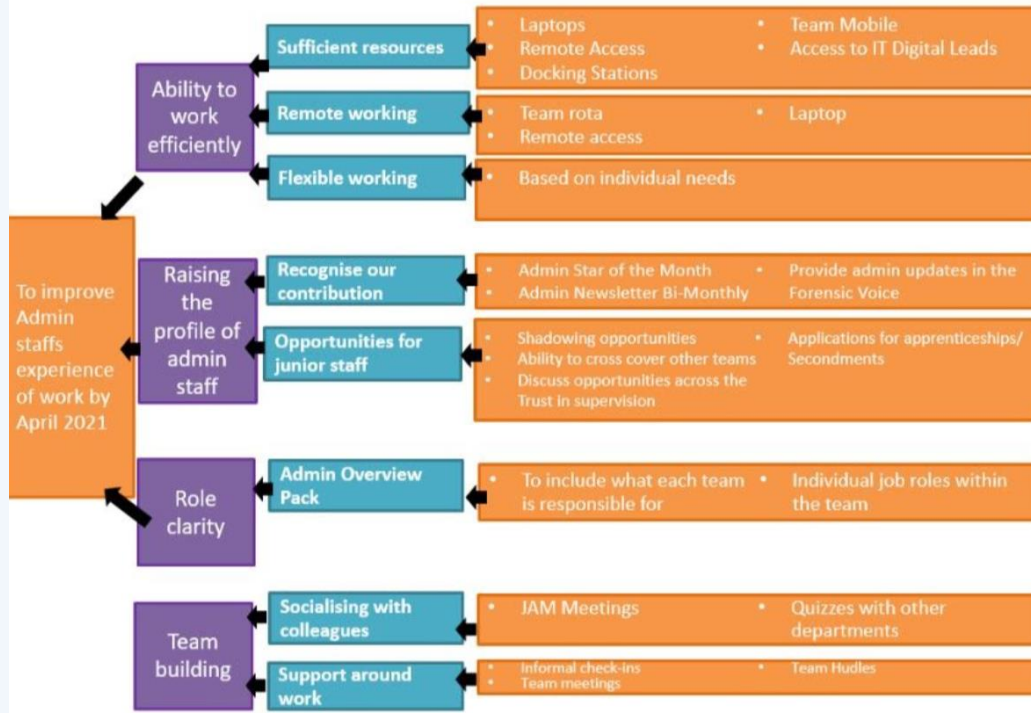 To improve
Admin
staffs
experience
of work by
April 2021
Ability to
work
efficiently
Sufficient resources
• Laptops
• Remote Access
• Docking Stations
• Team Mobile
• Access to IT Digital Leads
Remote working
• Team rota
• Remote access
• Laptop
Flexible working
• Based on individual needs
Raising
the
profile of
admin
staff
Recognise our
contribution
• Admin Star of the Month
• Admin Newsletter Bi-Monthly
• Provide admin updates in the
Forensic Voice
Opportunities for
junior staff
• Shadowing opportunities
• Ability to cross cover other teams
• Discuss opportunities across the
Trust in supervision
• Applications for apprenticeships/
Secondments
Role
clarity
Admin Overview
Pack
• To include what each team
is responsible for
• Individual job roles within
the team
Team
building
Socialising with
colleagues
• JAM Meetings
• Quizzes with other
departments
Support around
work
• Informal check-ins
• Team meetings
• Team Hudles